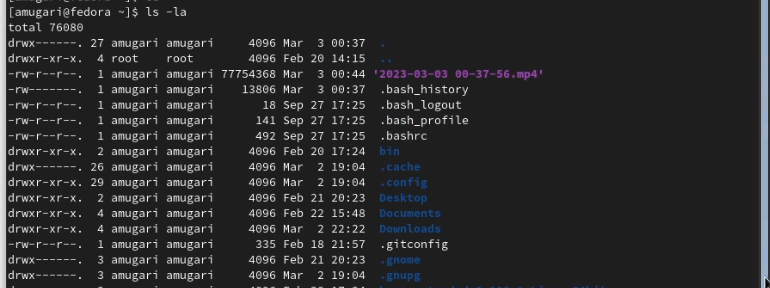 [amugari@fedora ~]$ ls -la
total 76080
drwx------. 27 amugari amugari     4096 Mar  3 00:37 .
drwxr-xr-x.  4 root    root        4096 Feb 20 14:15 ..
-rw-r--r--.  1 amugari amugari 77754368 Mar  3 00:44 '2023-03-03 00-37-56.mp4'
-rw-------.  1 amugari amugari    13806 Mar  3 00:37 .bash_history
-rw-r--r--.  1 amugari amugari       18 Sep 27 17:25 .bash_logout
-rw-r--r--.  1 amugari amugari      141 Sep 27 17:25 .bash_profile
-rw-r--r--.  1 amugari amugari      492 Sep 27 17:25 .bashrc
drwxr-xr-x.  2 amugari amugari     4096 Feb 20 17:24 bin
drwx------. 26 amugari amugari     4096 Mar  2 19:04 .cache
drwxr-xr-x. 29 amugari amugari     4096 Mar  2 19:04 .config
drwxr-xr-x.  2 amugari amugari     4096 Feb 21 20:23 Desktop
drwxr-xr-x.  4 amugari amugari     4096 Feb 22 15:48 Documents
drwxr-xr-x.  4 amugari amugari     4096 Mar  2 22:22 Downloads
-rw-r--r--.  1 amugari amugari      335 Feb 18 21:57 .gitconfig
drwx------.  3 amugari amugari     4096 Feb 21 20:23 .gnome
drwx------.  3 amugari amugari     4096 Mar  2 19:04 .gnupg